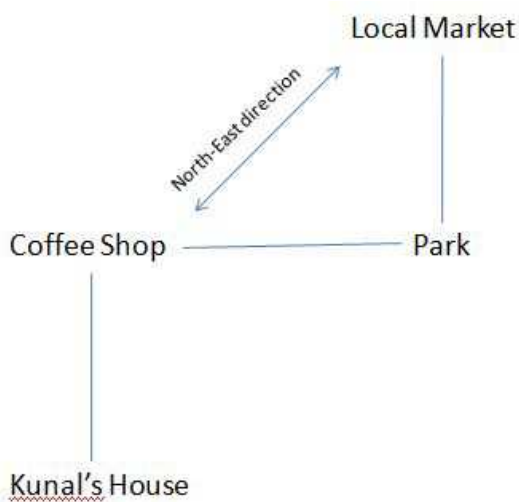 Local Market
North-East direction
Coffee Shop
Park
Kunal's House